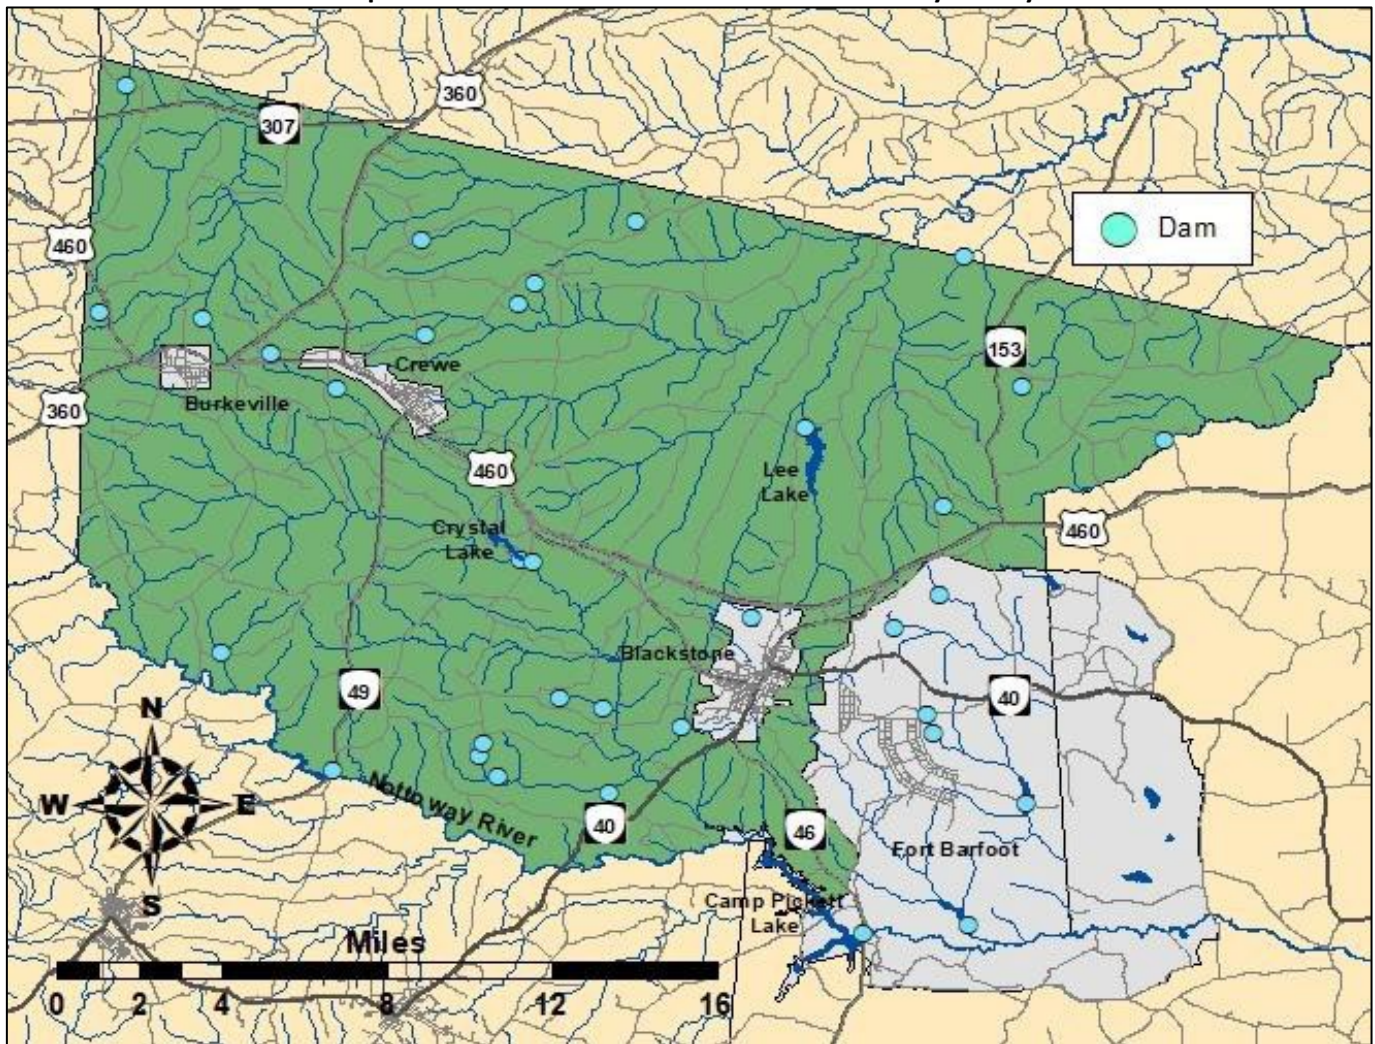 360
307
460
Dam
153
Crewe
360
Burkeville
460
Lee
Lake
Crystal
Lake
460
Blackstone
49
40
N
W
E
S
Nottoway River
40
46
Fort Barfoot
Camp Pickett
Lake
Miles
0 2 4 8 12 16